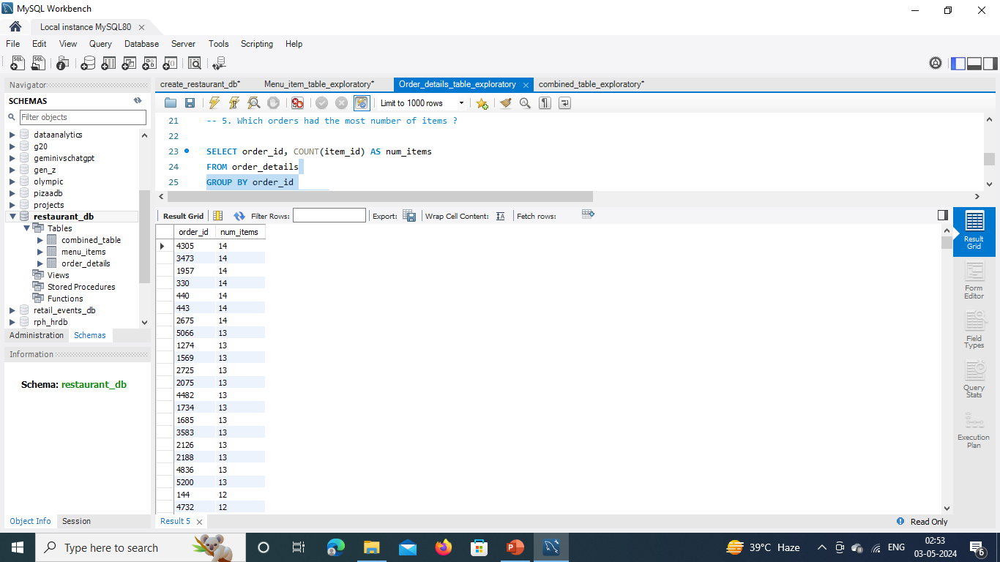 MySQL Workbench
Local instance MySQL80
File Edit View Query Database Server Tools Scripting Help
Navigator
SCHEMAS
Filter objects
dataanalytics
g20
geminivschatgpt
gen_z
olympic
pizaadb
projects
restaurant_db
Tables
combined_table
menu_items
order_details
Views
Stored Procedures
Functions
retail_events_db
rph_hrdb
Administration Schemas
Information
Schema: restaurant_db
Object Info Session
create_restaurant_db* Menu_item_table_exploratory* Order_details_table_exploratory combined_table_exploratory*
Limit to 1000 rows
21 -- 5. Which orders had the most number of items ?
22
23 SELECT order_id, COUNT(item_id) AS num_items
24 FROM order_details
25 GROUP BY order_id
Result Grid Filter Rows: Export: Wrap Cell Content: Fetch rows:
order_id num_items
4305 14
3473 14
1957 14
330 14
440 14
443 14
2675 14
5066 13
1274 13
1569 13
2725 13
2075 13
4482 13
1734 13
1685 13
3583 13
2126 13
2188 13
4836 13
5200 13
144 12
4732 12
Result
Grid
Form
Editor
Field
Types
Query
Stats
Execution
Plan
Result 5
Read Only
Type here to search
39°C Haze
ENG
02:53
03-05-2024
6